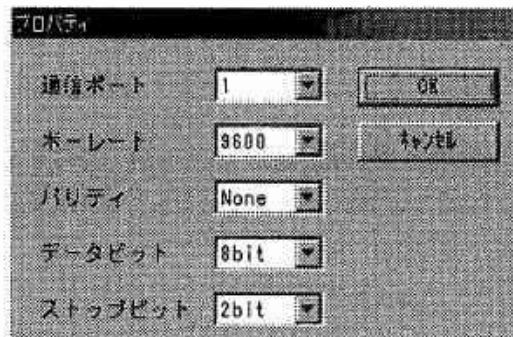 プロパティ
通信ポート 1 OK
ボーレート 9600 キャンセル
パリティ None
データビット 8bit
ストップビット 2bit